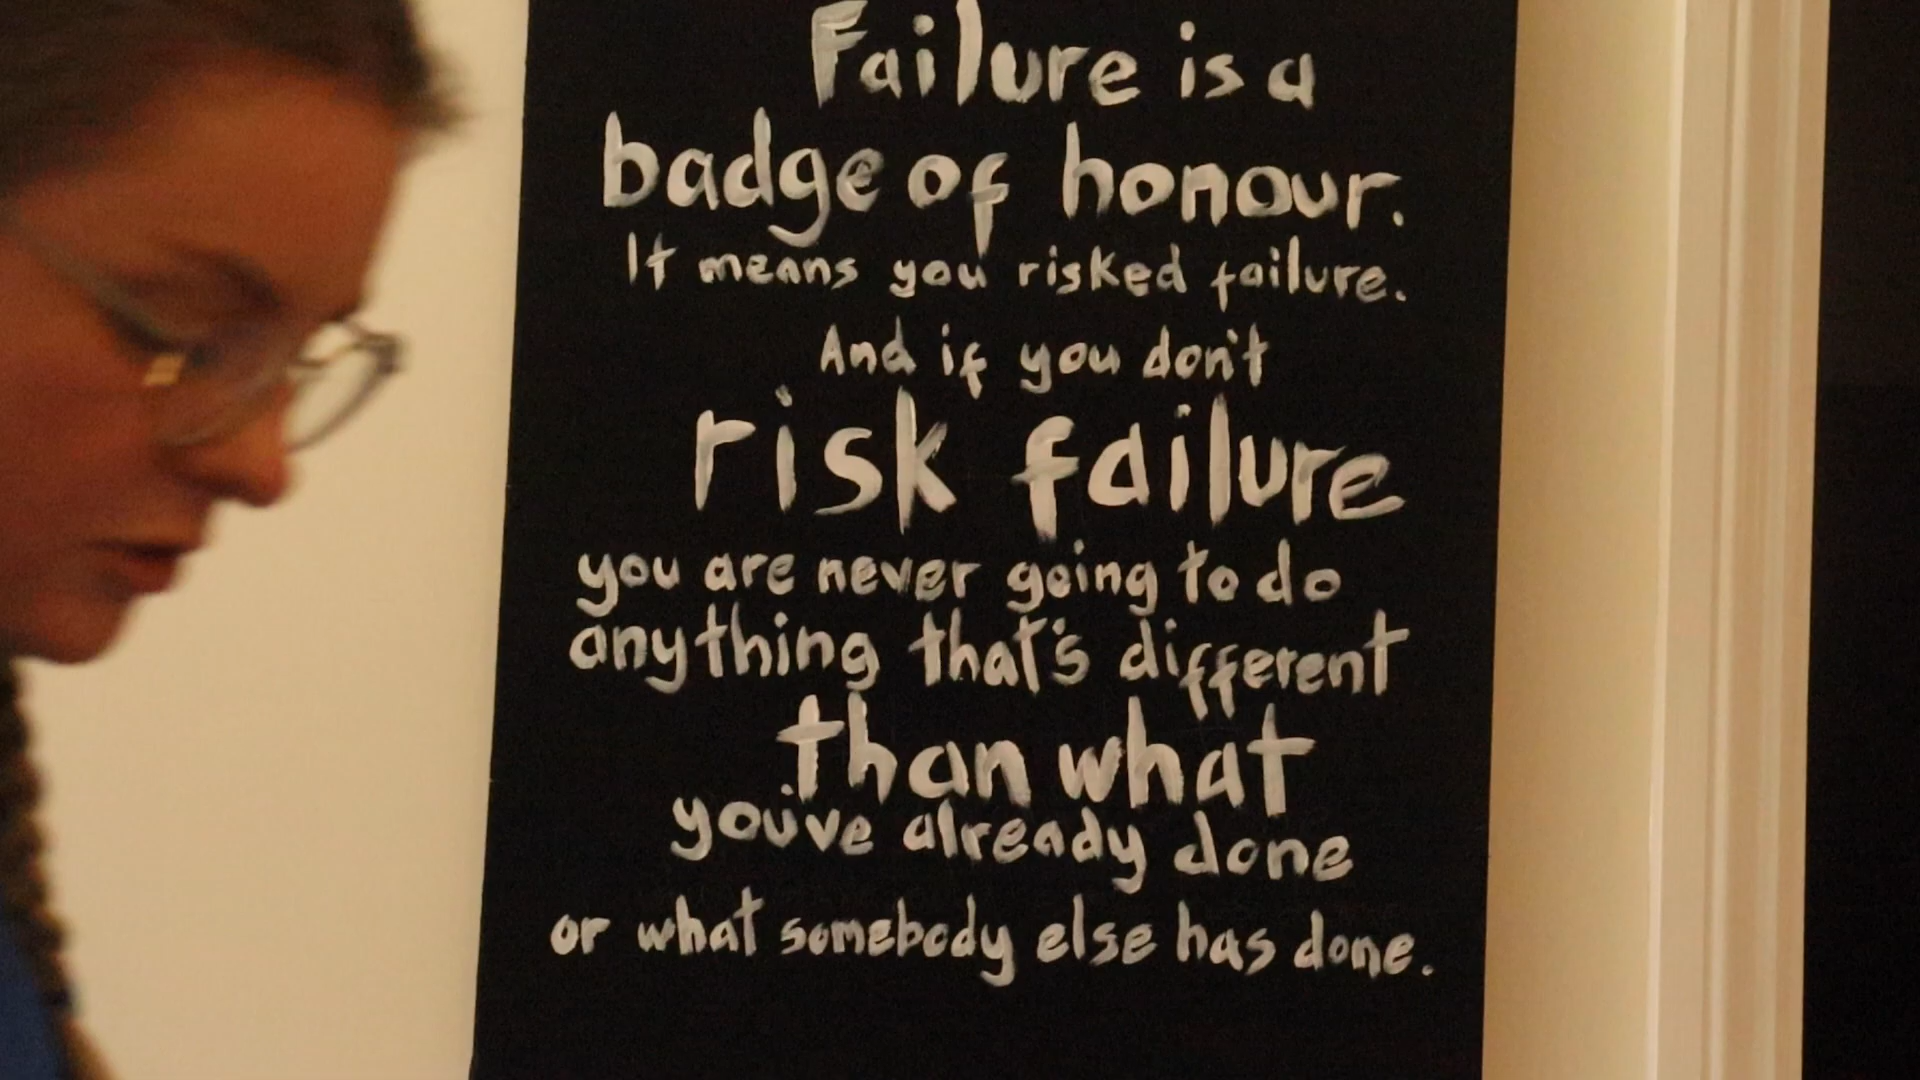 Failure is a
badge of honour.
It means you risked failure.
And if you don't
risk failure
you are never going to do
anything that's different
than what
you've already done
or what somebody else has done.